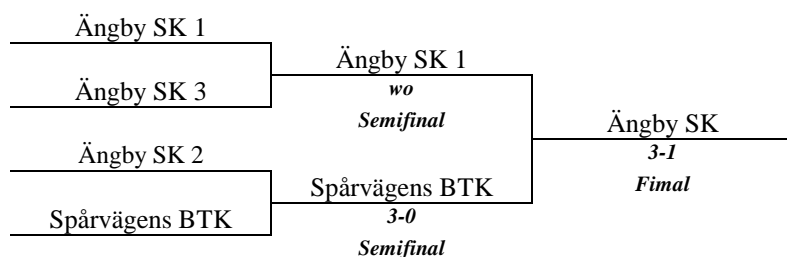 Ängby SK 1
Ängby SK 1
Ängby SK 3
wo
Semifinal
Ängby SK
3-1
Fimal
Ängby SK 2
Spårvägens BTK
Spårvägens BTK
3-0
Semifinal